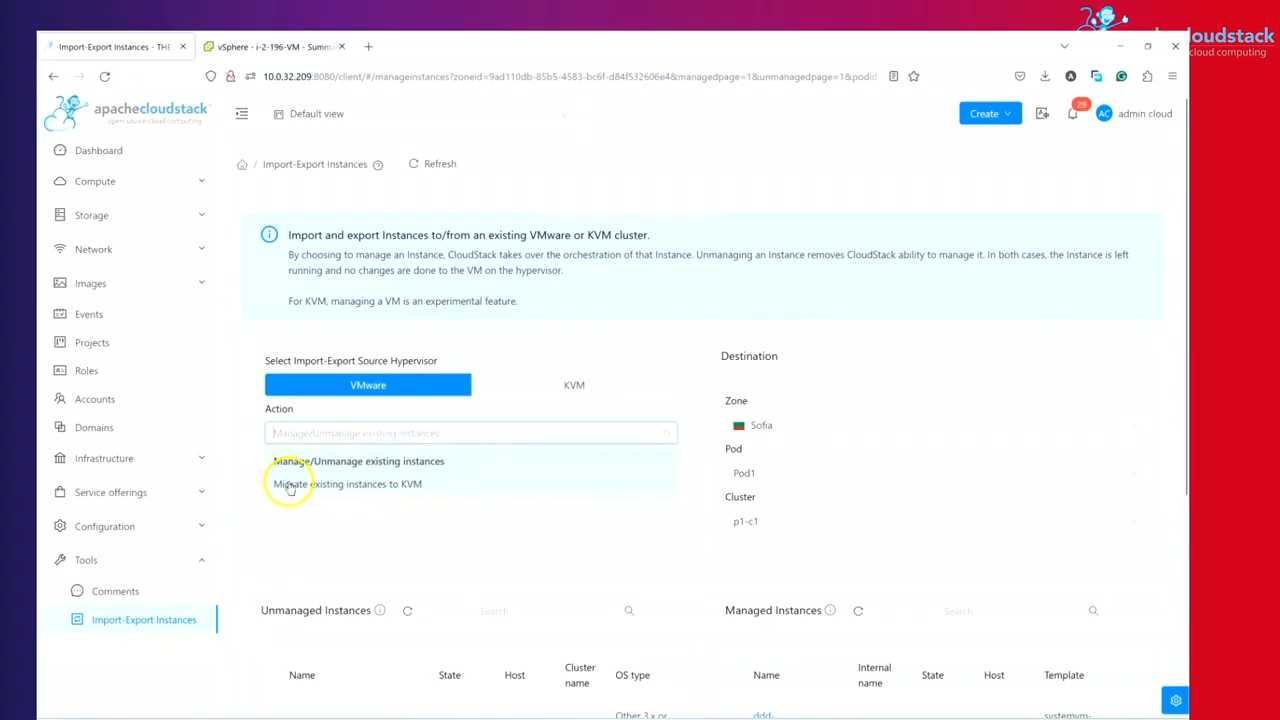 cloudstack
cloud computing
Import-Export Instances - THE
vSphere - i-2-196-VM - Summa
10.0.32.209:8080/client/#/manageinstances?zoneid=9ad110db-85b5-4583-bc6f-d84f532606e4&managedpage=1&unmanagedpage=1&podid
apachecloudstack
open source cloud computing
Default view
Create
29
AC
admin cloud
Dashboard
Compute
Storage
Network
Images
Events
Projects
Roles
Accounts
Domains
Infrastructure
Service offerings
Configuration
Tools
Comments
Import-Export Instances
/ Import-Export Instances
Refresh
Import and export Instances to/from an existing VMware or KVM cluster.
By choosing to manage an Instance, CloudStack takes over the orchestration of that Instance. Unmanaging an Instance removes CloudStack ability to manage it. In both cases, the Instance is left
running and no changes are done to the VM on the hypervisor.
For KVM, managing a VM is an experimental feature.
Select Import-Export Source Hypervisor
VMware
KVM
Action
Manage/Unmanage existing instances
Manage/Unmanage existing instances
Migrate existing instances to KVM
Destination
Zone
Sofia
Pod
Pod1
Cluster
p1-c1
Unmanaged Instances
Search
Name
State
Host
Cluster
name
OS type
Other 3.x or
Managed Instances
Search
Name
Internal
name
State
Host
Template
ddd-
systemvm-